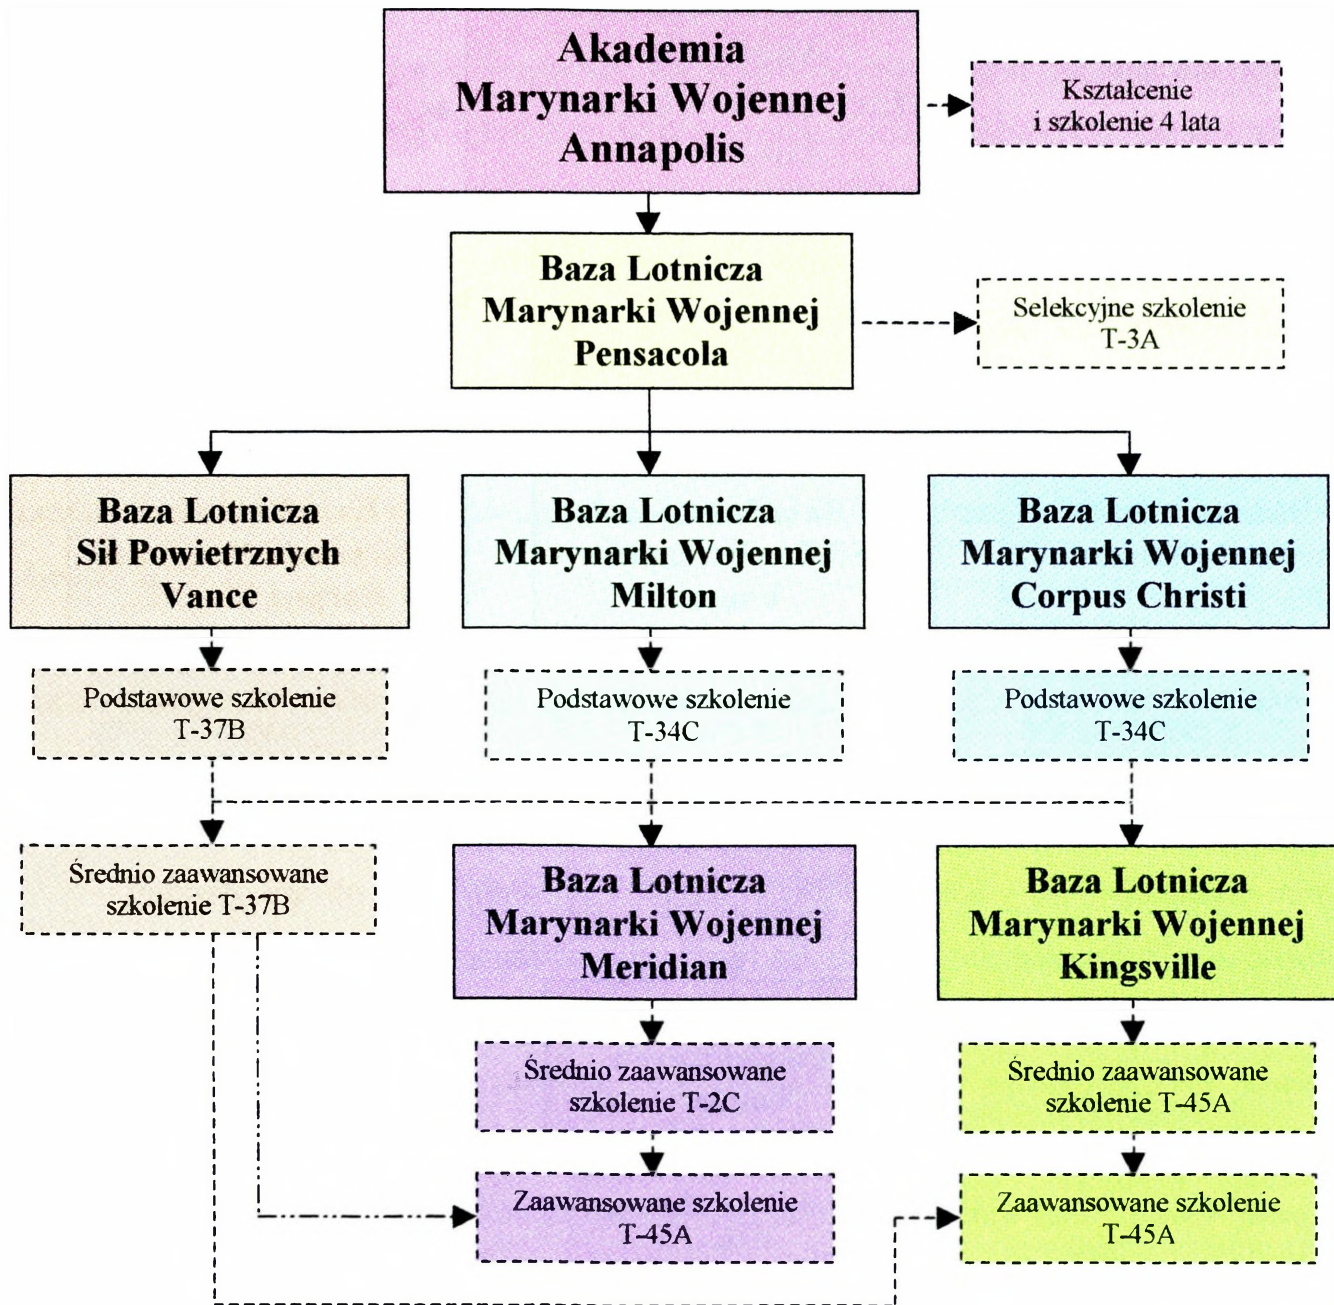 Akademia
Marynarki Wojennej
Annapolis
Kształcenie
i szkolenie 4 lata
Baza Lotnicza
Marynarki Wojennej
Pensacola
Selekcyjne szkolenie
T-3A
Baza Lotnicza
Sił Powietrznych
Vance
Baza Lotnicza
Marynarki Wojennej
Milton
Baza Lotnicza
Marynarki Wojennej
Corpus Christi
Podstawowe szkolenie
T-37B
Podstawowe szkolenie
T-34C
Podstawowe szkolenie
T-34C
Średnio zaawansowane
szkolenie T-37B
Baza Lotnicza
Marynarki Wojennej
Meridian
Baza Lotnicza
Marynarki Wojennej
Kingsville
Średnio zaawansowane
szkolenie T-2C
Średnio zaawansowane
szkolenie T-45A
Zaawansowane szkolenie
T-45A
Zaawansowane szkolenie
T-45A